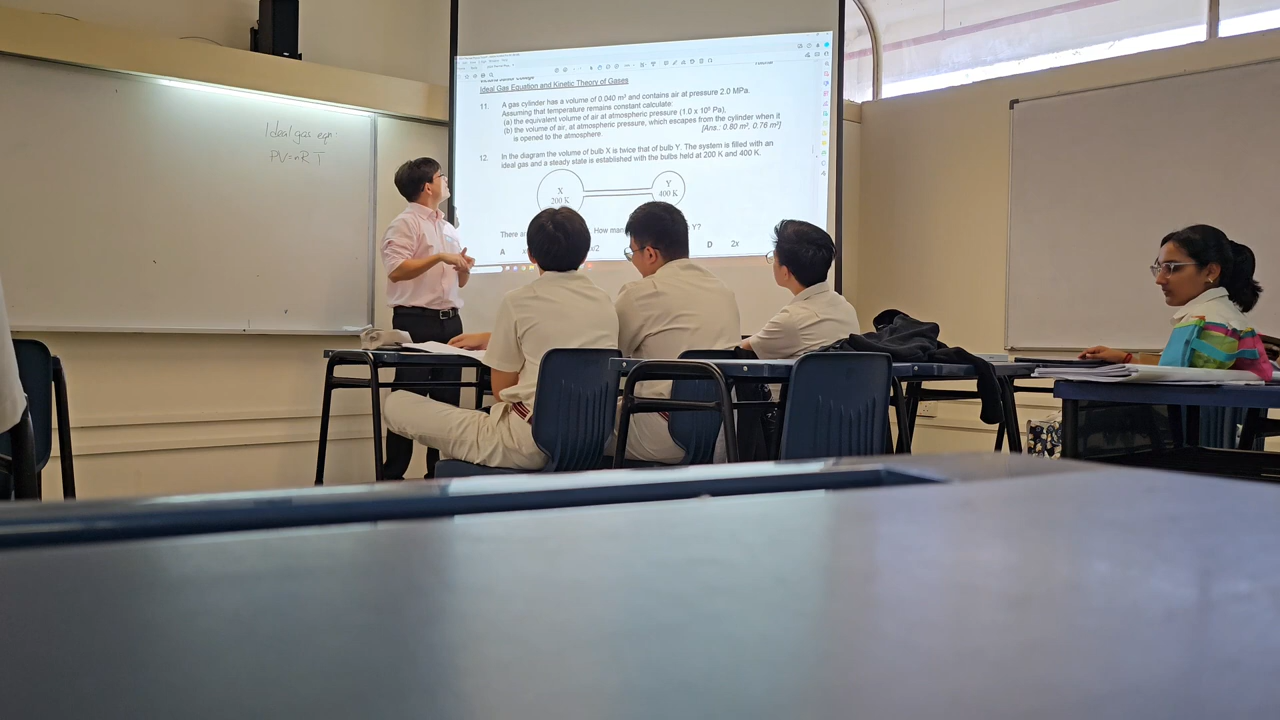 Ideal gas eqn:
PV=nRT
Ideal Gas Equation and Kinetic Theory of Gases
11. A gas cylinder has a volume of 0.040 m³ and contains air at pressure 2.0 MPa.
Assuming that temperature remains constant calculate:
(a) the equivalent volume of air at atmospheric pressure (1.0 x 10⁵ Pa),
(b) the volume of air, at atmospheric pressure, which escapes from the cylinder when it
is opened to the atmosphere. [Ans.: 0.80 m³, 0.76 m³]
12. In the diagram the volume of bulb X is twice that of bulb Y. The system is filled with an
ideal gas and a steady state is established with the bulbs held at 200 K and 400 K.
X Y
200 K 400 K
There How Y?
A x/2 D 2x